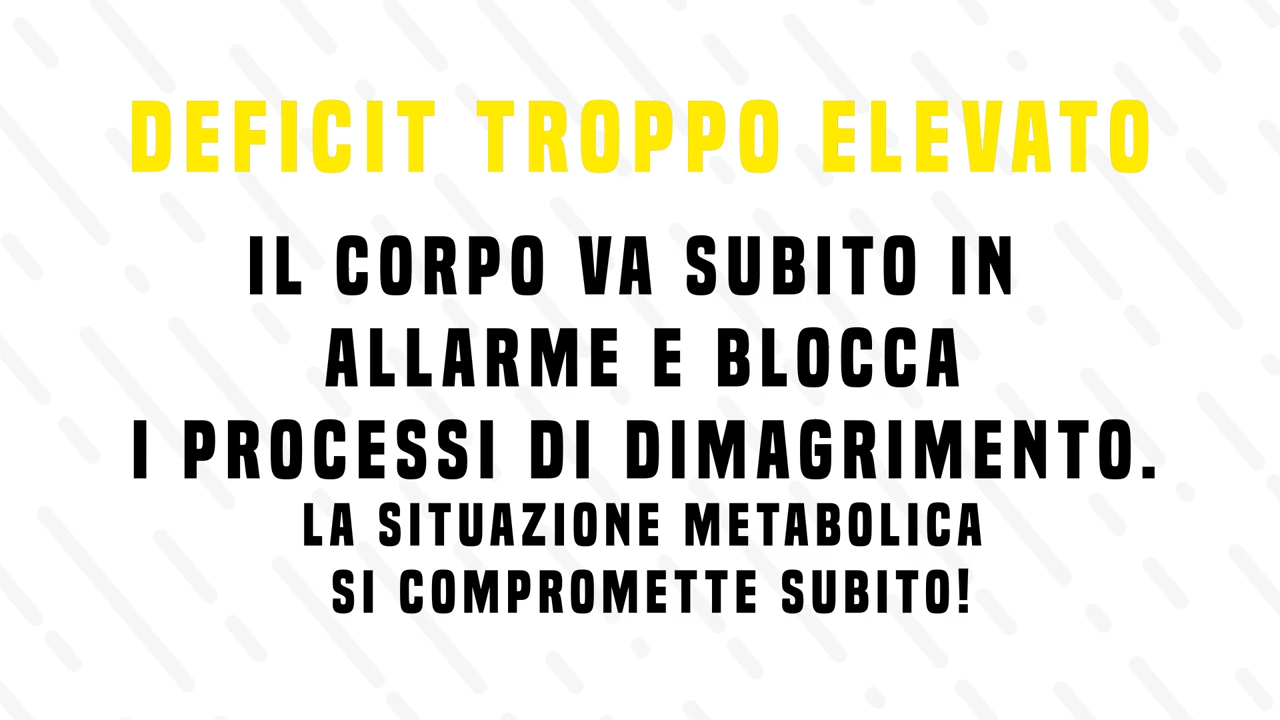 DEFICIT TROPPO ELEVATO
IL CORPO VA SUBITO IN
ALLARME E BLOCCA
I PROCESSI DI DIMAGRIMENTO.
LA SITUAZIONE METABOLICA
SI COMPROMETTE SUBITO!